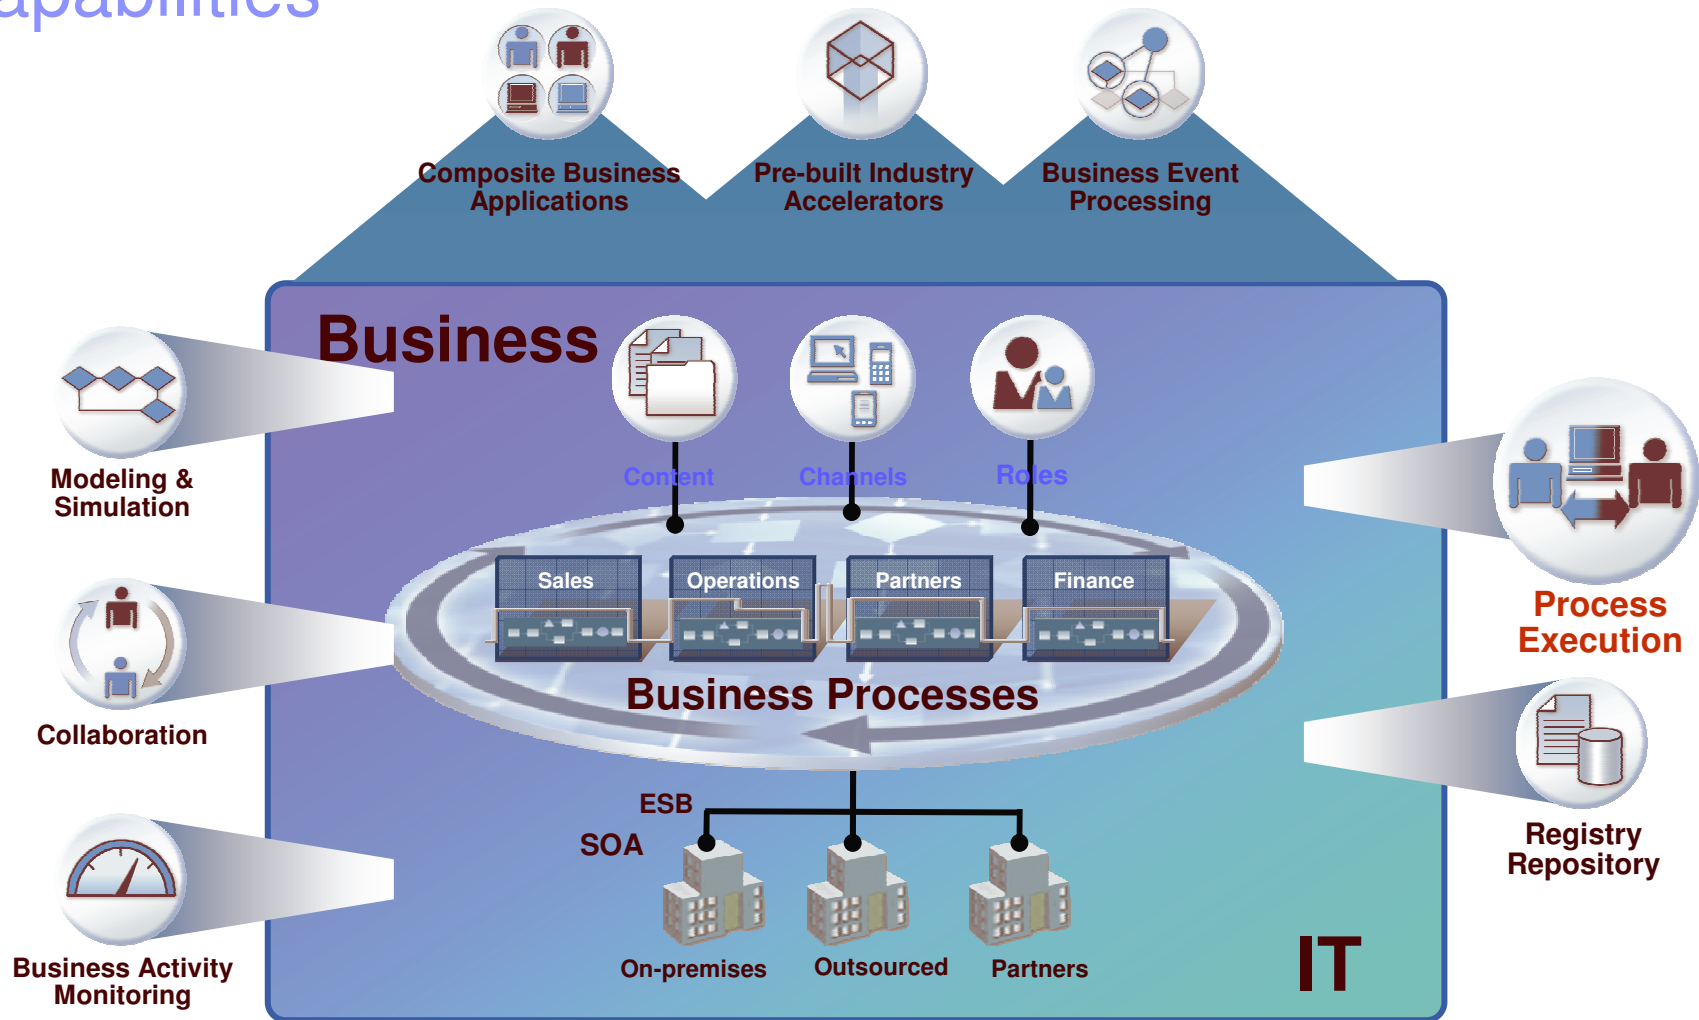 apabilities
Composite Business
Applications
Pre-built Industry
Accelerators
Business Event
Processing
Business
Modeling &
Simulation
Content
Channels
Roles
Sales
Operations
Partners
Finance
Process
Execution
Business Processes
Collaboration
ESB
SOA
Registry
Repository
On-premises
Outsourced
Partners
IT
Business Activity
Monitoring